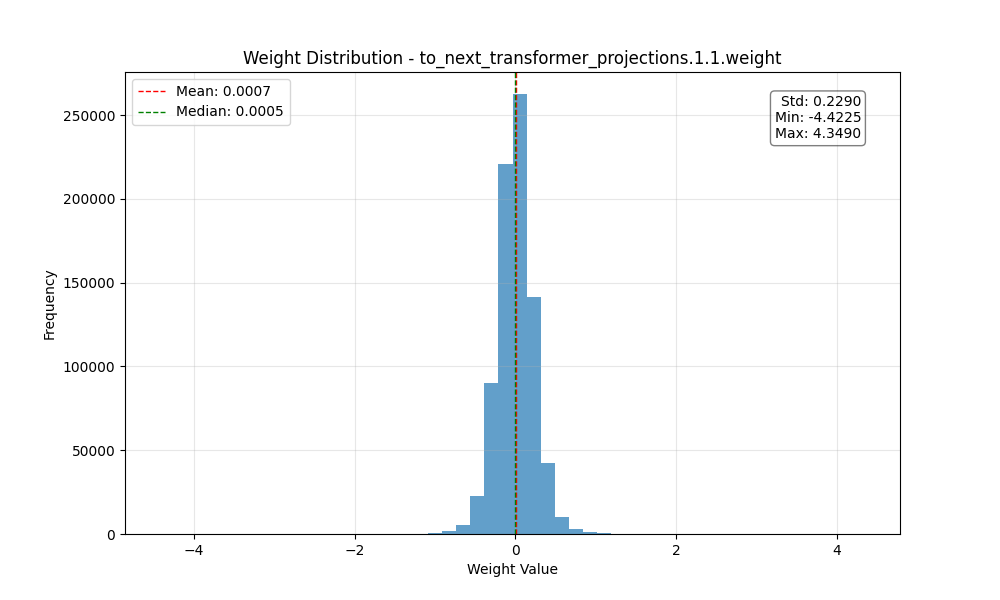 Weight Distribution - to_next_transformer_projections.1.1.weight
Mean: 0.0007
Median: 0.0005
Std: 0.2290
Min: -4.4225
Max: 4.3490
Frequency
250000
200000
150000
100000
50000
0
−4
−2
0
2
4
Weight Value